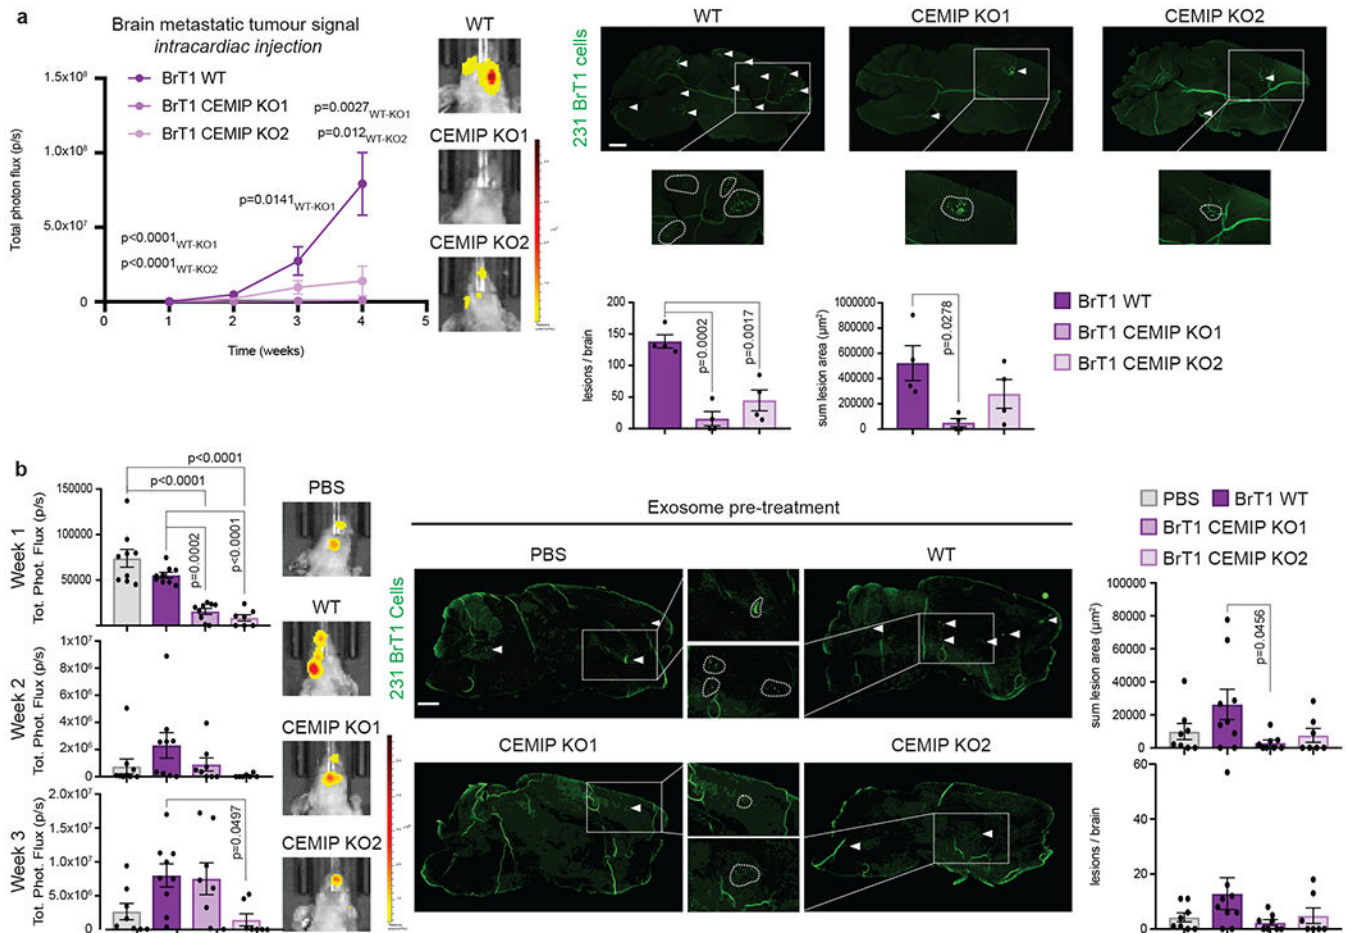 a
Brain metastatic tumour signal
intracardiac injection
Total photon flux (p/s)
1.5x10⁸
1.0x10⁸
5.0x10⁷
0
BrT1 WT
BrT1 CEMIP KO1
BrT1 CEMIP KO2
p=0.0027WT-KO1
p=0.012WT-KO2
p=0.0141WT-KO1
p<0.0001WT-KO1
p<0.0001WT-KO2
0 1 2 3 4 5
Time (weeks)
WT
CEMIP KO1
CEMIP KO2
231 BrT1 cells
WT
CEMIP KO1
CEMIP KO2
lesions / brain
200
150
100
50
0
p=0.0002
p=0.0017
sum lesion area (µm²)
1000000
800000
600000
400000
200000
0
p=0.0278
BrT1 WT
BrT1 CEMIP KO1
BrT1 CEMIP KO2
b
Week 1
Tot. Phot. Flux (p/s)
150000
100000
50000
p<0.0001
p<0.0001
p=0.0002
p<0.0001
Week 2
Tot. Phot. Flux (p/s)
1x10⁷
8x10⁶
6x10⁶
4x10⁶
2x10⁶
0
Week 3
Tot. Phot. Flux (p/s)
2.0x10⁷
1.5x10⁷
1.0x10⁷
5.0x10⁶
0
p=0.0497
PBS
WT
CEMIP KO1
CEMIP KO2
Exosome pre-treatment
231 BrT1 Cells
PBS
WT
CEMIP KO1
CEMIP KO2
PBS
BrT1 WT
BrT1 CEMIP KO1
BrT1 CEMIP KO2
sum lesion area (µm²)
100000
80000
60000
40000
20000
0
p=0.0456
lesions / brain
60
40
20
0